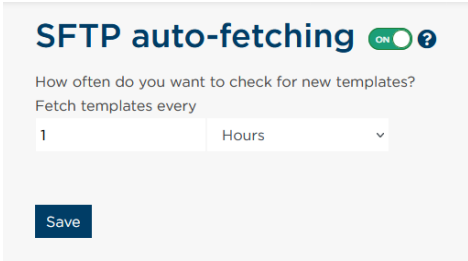 SFTP auto-fetching ON ?
How often do you want to check for new templates?
Fetch templates every
1 Hours
Save